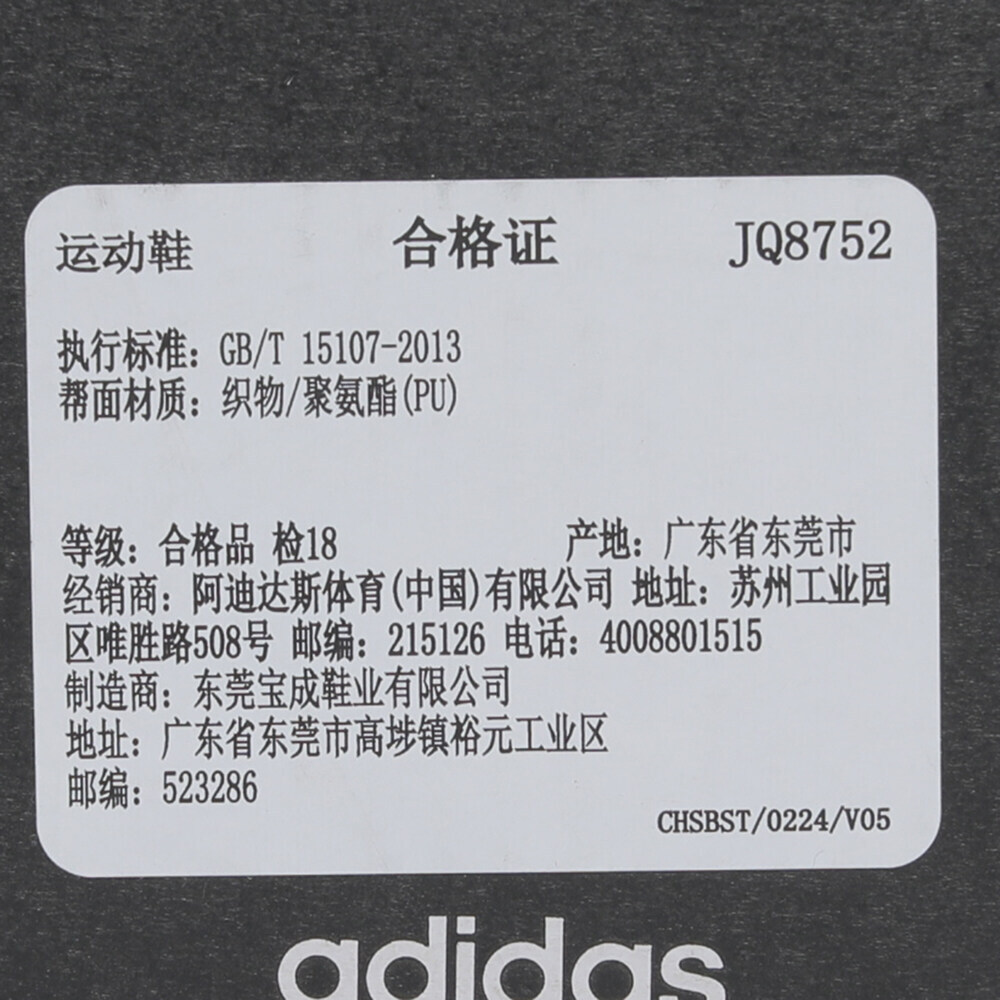 运动鞋 合格证 JQ8752
执行标准：GB/T 15107-2013
帮面材质：织物/聚氨酯(PU)
等级：合格品 检18 产地：广东省东莞市
经销商：阿迪达斯体育(中国)有限公司 地址：苏州工业园
区唯胜路508号 邮编：215126 电话：4008801515
制造商：东莞宝成鞋业有限公司
地址：广东省东莞市高埗镇裕元工业区
邮编：523286
CHSBST/0224/V05
adidas